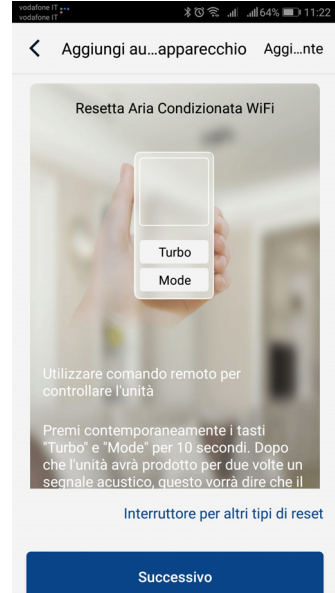 vodafone IT
vodafone IT
64% 11:22
Aggiungi au...apparecchio Aggi...nte
Resetta Aria Condizionata WiFi
Turbo
Mode
Utilizzare comando remoto per
controllare l'unità
Premi contemporaneamente i tasti
"Turbo" e "Mode" per 10 secondi. Dopo
che l'unità avrà prodotto per due volte un
segnale acustico, questo vorrà dire che il
Interruttore per altri tipi di reset
Successivo